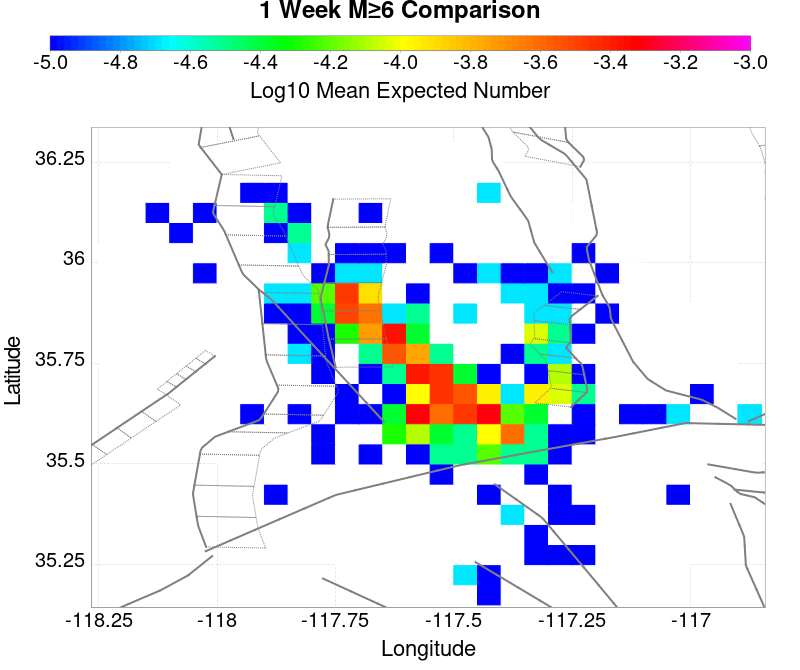 1 Week M≥6 Comparison
-5.0 -4.8 -4.6 -4.4 -4.2 -4.0 -3.8 -3.6 -3.4 -3.2 -3.0
Log10 Mean Expected Number
36.25
36
35.75
35.5
35.25
Latitude
-118.25 -118 -117.75 -117.5 -117.25 -117
Longitude